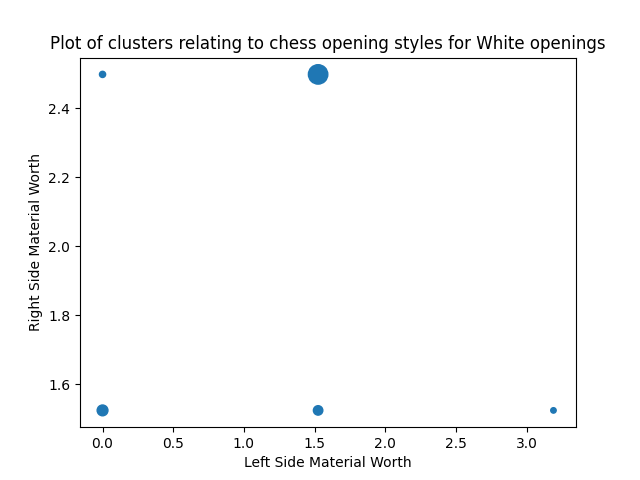 Plot of clusters relating to chess opening styles for White openings
2.4
2.2
2.0
1.8
1.6
Right Side Material Worth
0.0 0.5 1.0 1.5 2.0 2.5 3.0
Left Side Material Worth